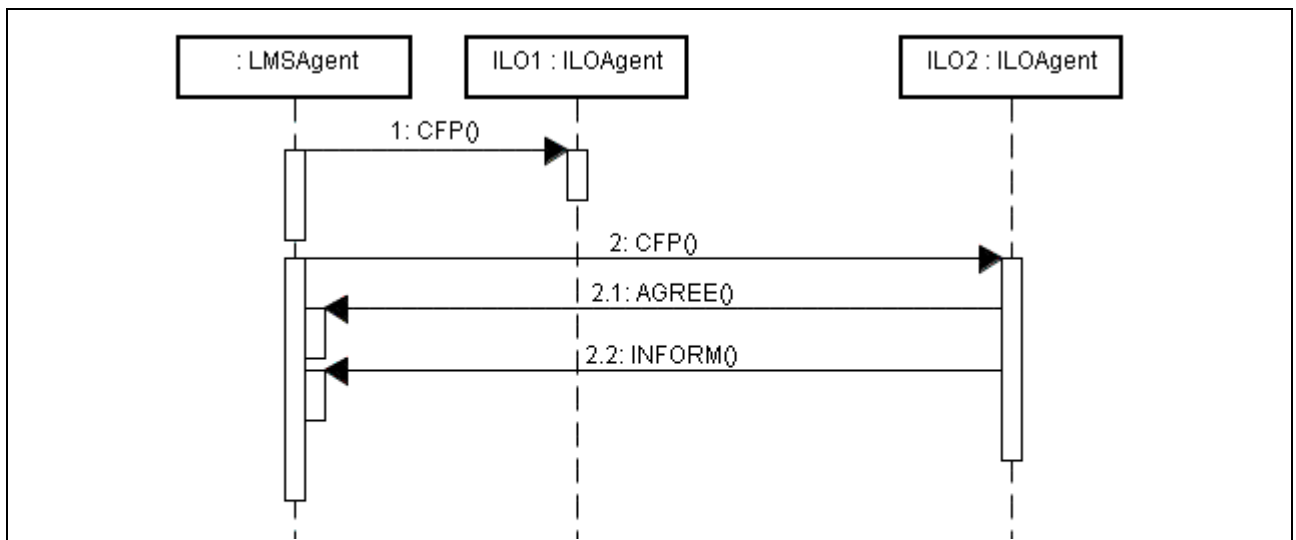 : LMSAgent
ILO1 : ILOAgent
ILO2 : ILOAgent
1: CFP()
2: CFP()
2.1: AGREE()
2.2: INFORM()